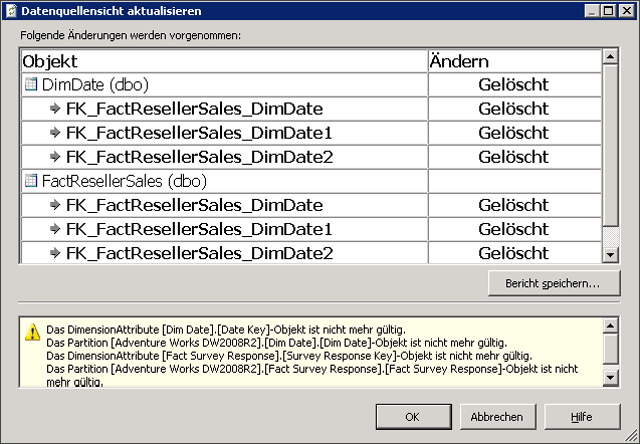 Datenquellensicht aktualisieren
Folgende Änderungen werden vorgenommen:
Objekt Ändern
DimDate (dbo) Gelöscht
FK_FactResellerSales_DimDate Gelöscht
FK_FactResellerSales_DimDate1 Gelöscht
FK_FactResellerSales_DimDate2 Gelöscht
FactResellerSales (dbo)
FK_FactResellerSales_DimDate Gelöscht
FK_FactResellerSales_DimDate1 Gelöscht
FK_FactResellerSales_DimDate2 Gelöscht
Bericht speichern...
Das DimensionAttribute [Dim Date].[Date Key]-Objekt ist nicht mehr gültig.
Das Partition [Adventure Works DW2008R2].[Dim Date].[Dim Date]-Objekt ist nicht mehr gültig.
Das DimensionAttribute [Fact Survey Response].[Survey Response Key]-Objekt ist nicht mehr gültig.
Das Partition [Adventure Works DW2008R2].[Fact Survey Response].[Fact Survey Response]-Objekt ist nicht
mehr gültig.
OK Abbrechen Hilfe